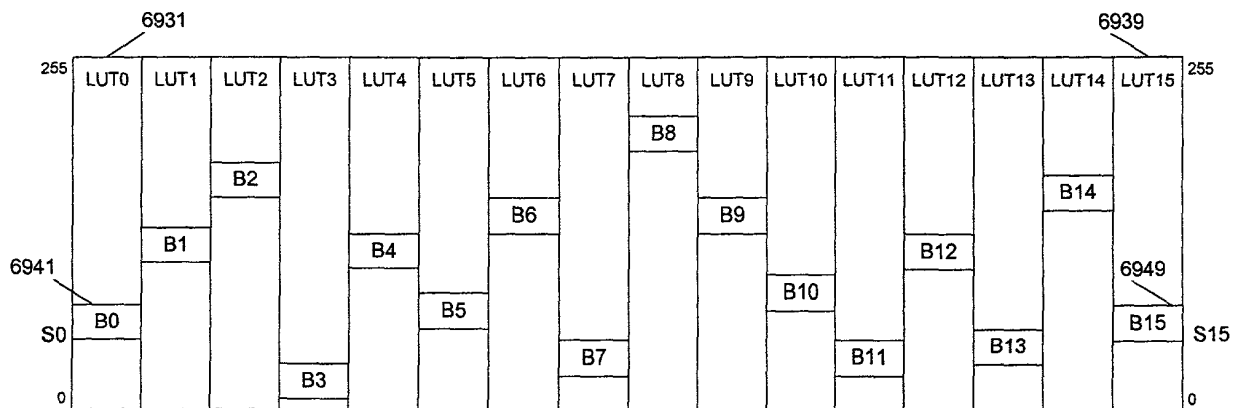 6931 6939
255 LUT0 LUT1 LUT2 LUT3 LUT4 LUT5 LUT6 LUT7 LUT8 LUT9 LUT10 LUT11 LUT12 LUT13 LUT14 LUT15 255
B8
B2 B14
B6 B9
B1 B4 B12
6941 B10 6949
B0 B5 B15
S0 S15
B7 B11 B13
B3
0 0